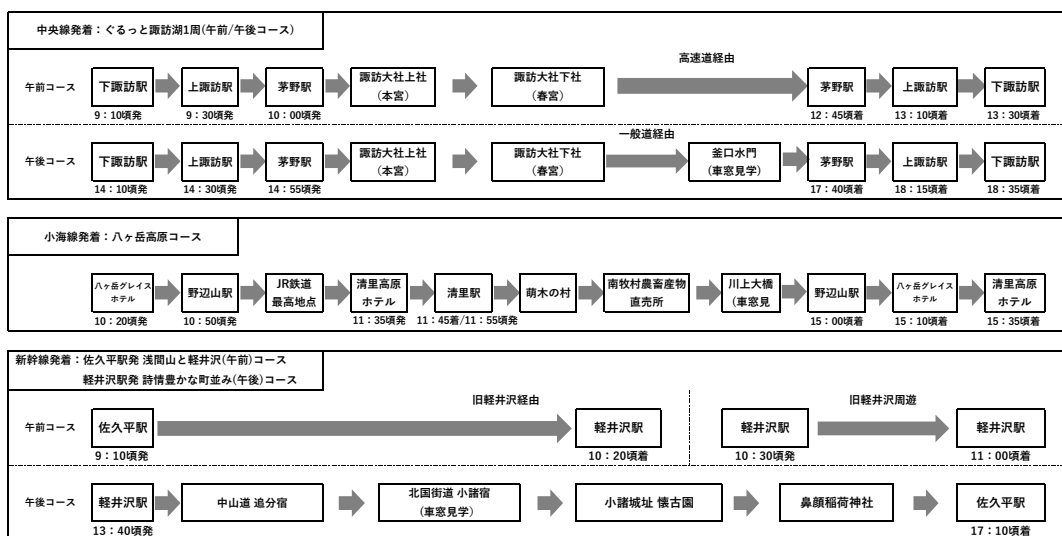 中央線発着：ぐるっと諏訪湖1周(午前/午後コース)
高速道経由
午前コース
下諏訪駅
上諏訪駅
茅野駅
諏訪大社上社
(本宮)
諏訪大社下社
(春宮)
茅野駅
上諏訪駅
下諏訪駅
9：10頃発
9：30頃発
10：00頃発
12：45頃着
13：10頃着
13：30頃着
一般道経由
午後コース
下諏訪駅
上諏訪駅
茅野駅
諏訪大社上社
(本宮)
諏訪大社下社
(春宮)
釜口水門
(車窓見学)
茅野駅
上諏訪駅
下諏訪駅
14：10頃発
14：30頃発
14：55頃発
17：40頃着
18：15頃着
18：35頃着
小海線発着：八ヶ岳高原コース
八ヶ岳グレイス
ホテル
野辺山駅
JR鉄道
最高地点
清里高原
ホテル
清里駅
萌木の村
南牧村農畜産物
直売所
川上大橋
(車窓見
野辺山駅
八ヶ岳グレイス
ホテル
清里高原
ホテル
10：20頃発
10：50頃発
11：35頃発
11：45着/11：55頃発
15：00頃着
15：10頃着
15：35頃着
新幹線発着：佐久平駅発 浅間山と軽井沢(午前)コース
軽井沢駅発 詩情豊かな町並み(午後)コース
旧軽井沢経由
旧軽井沢周遊
午前コース
佐久平駅
軽井沢駅
軽井沢駅
軽井沢駅
9：10頃発
10：20頃着
10：30頃発
11：00頃着
午後コース
軽井沢駅
中山道 追分宿
北国街道 小諸宿
(車窓見学)
小諸城址 懐古園
鼻顔稲荷神社
佐久平駅
13：40頃発
17：10頃着